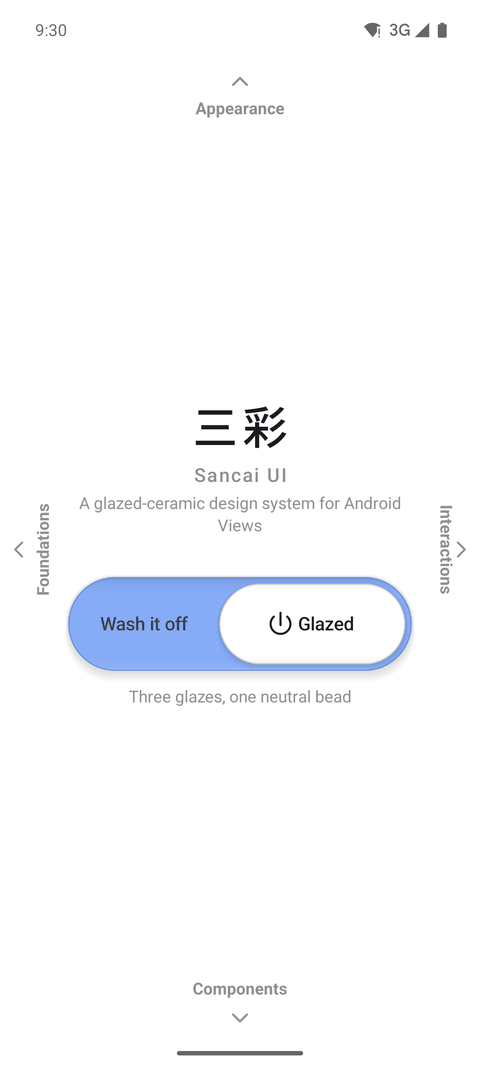 9:30
3G
Appearance
三彩
Sancai UI
A glazed-ceramic design system for Android
Views
Foundations
Interactions
Wash it off
Glazed
Three glazes, one neutral bead
Components